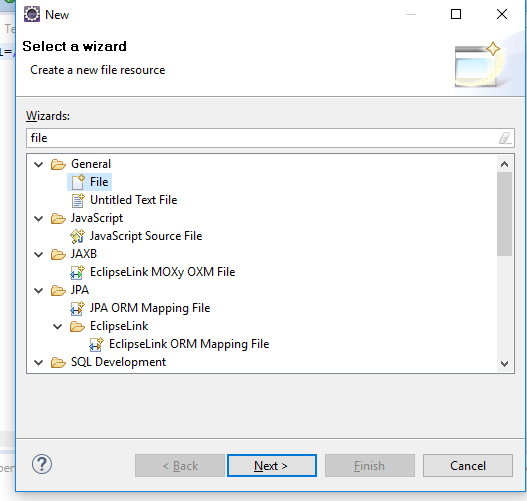 New
Select a wizard
Create a new file resource
Wizards:
file
General
File
Untitled Text File
JavaScript
JavaScript Source File
JAXB
EclipseLink MOXy OXM File
JPA
JPA ORM Mapping File
EclipseLink
EclipseLink ORM Mapping File
SQL Development
< Back Next > Finish Cancel